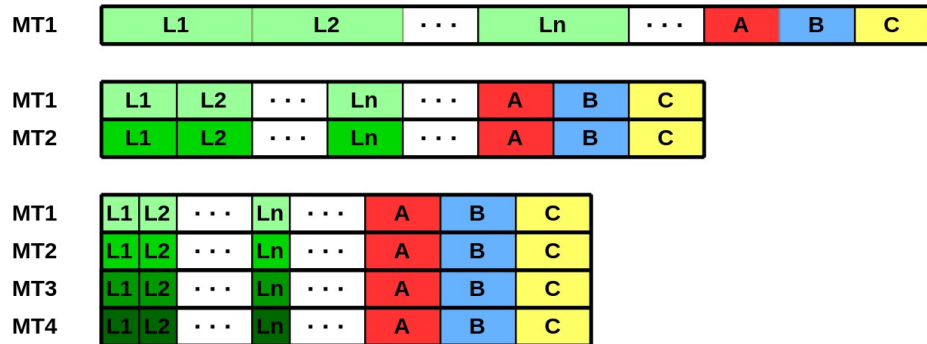 MT1 L1 L2 ... Ln ... A B C
MT1 L1 L2 ... Ln ... A B C
MT2 L1 L2 ... Ln ... A B C
MT1 L1 L2 ... Ln ... A B C
MT2 L1 L2 ... Ln ... A B C
MT3 L1 L2 ... Ln ... A B C
MT4 L1 L2 ... Ln ... A B C